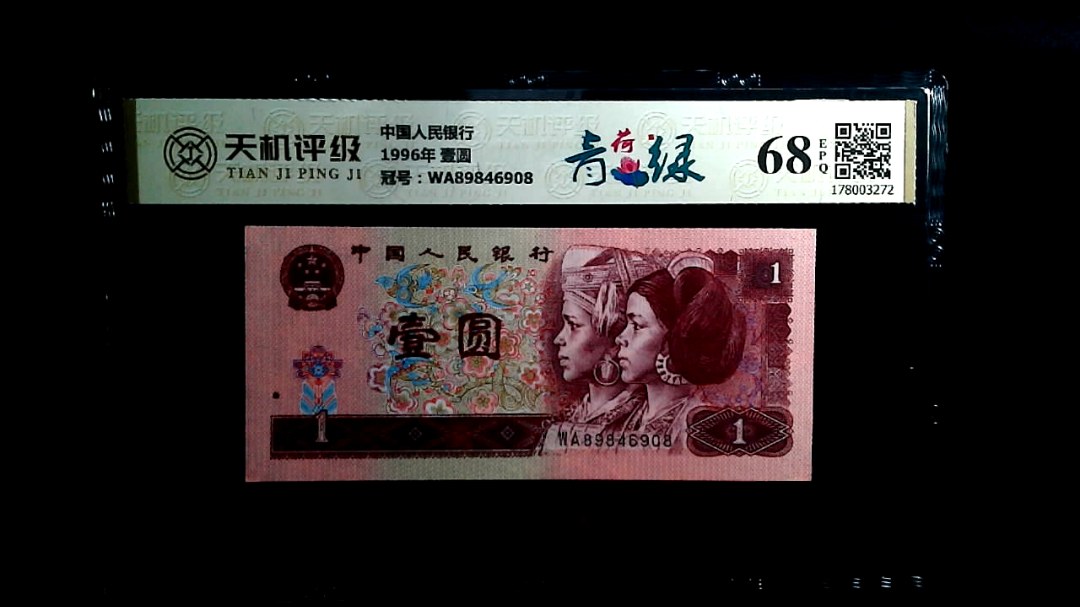 天机评级
TIAN JI PING JI
中国人民银行
1996年 壹圆
冠号：WA89846908
青荷绿
68
EPQ
178003272
中国人民银行
1
壹圆
1
WA89846908
1